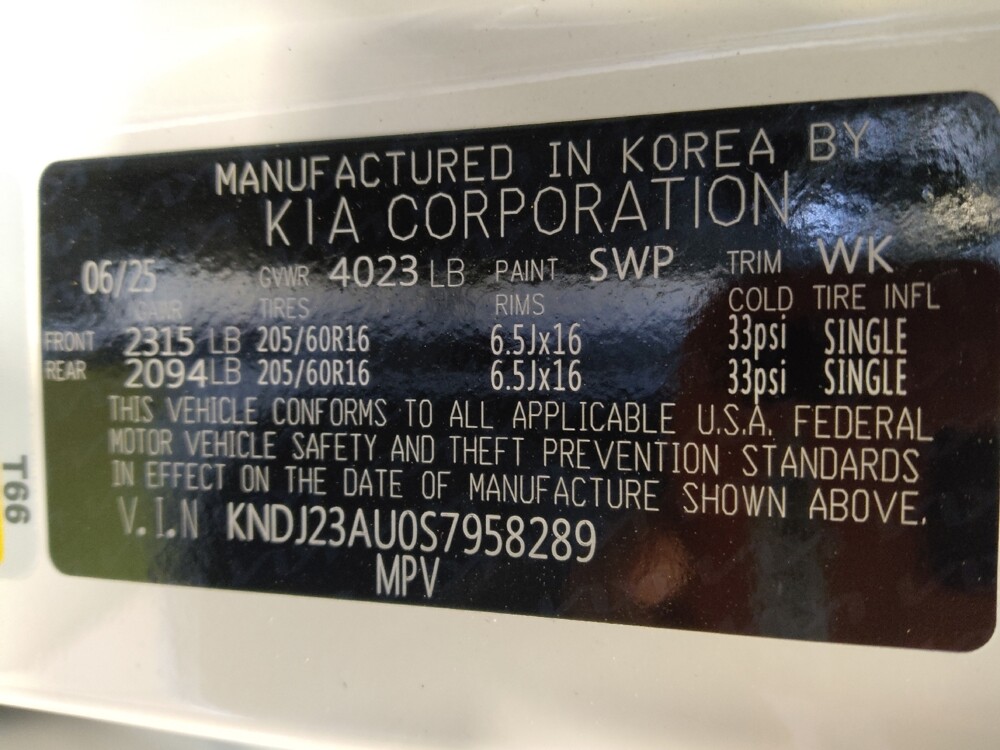 MANUFACTURED IN KOREA BY
KIA CORPORATION
06/25 GVWR 4023 LB PAINT SWP TRIM WK
GAWR TIRES RIMS COLD TIRE INFL
FRONT 2315 LB 205/60R16 6.5Jx16 33psi SINGLE
REAR 2094 LB 205/60R16 6.5Jx16 33psi SINGLE
THIS VEHICLE CONFORMS TO ALL APPLICABLE U.S.A. FEDERAL
MOTOR VEHICLE SAFETY AND THEFT PREVENTION STANDARDS
IN EFFECT ON THE DATE OF MANUFACTURE SHOWN ABOVE.
V.I.N KNDJ23AU0S7958289
MPV
T66